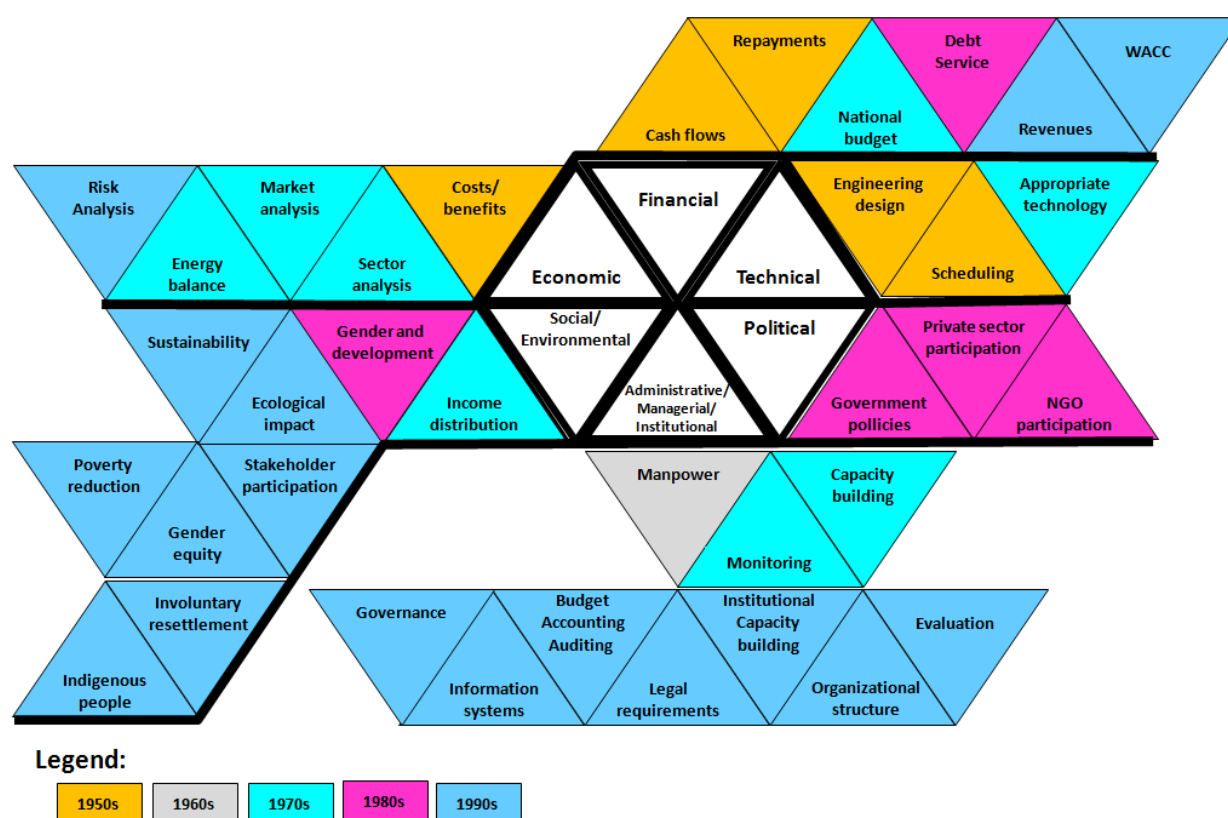 Repayments
Debt
Service
WACC
Cash flows
National
budget
Revenues
Risk
Analysis
Market
analysis
Costs/
benefits
Financial
Engineering
design
Appropriate
technology
Energy
balance
Sector
analysis
Economic
Technical
Scheduling
Sustainability
Gender and
development
Social/
Environmental
Political
Private sector
participation
Ecological
impact
Income
distribution
Administrative/
Managerial/
Institutional
Government
policies
NGO
participation
Poverty
reduction
Stakeholder
participation
Manpower
Capacity
building
Gender
equity
Monitoring
Involuntary
resettlement
Governance
Budget
Accounting
Auditing
Institutional
Capacity
building
Evaluation
Indigenous
people
Information
systems
Legal
requirements
Organizational
structure
Legend:
1950s
1960s
1970s
1980s
1990s